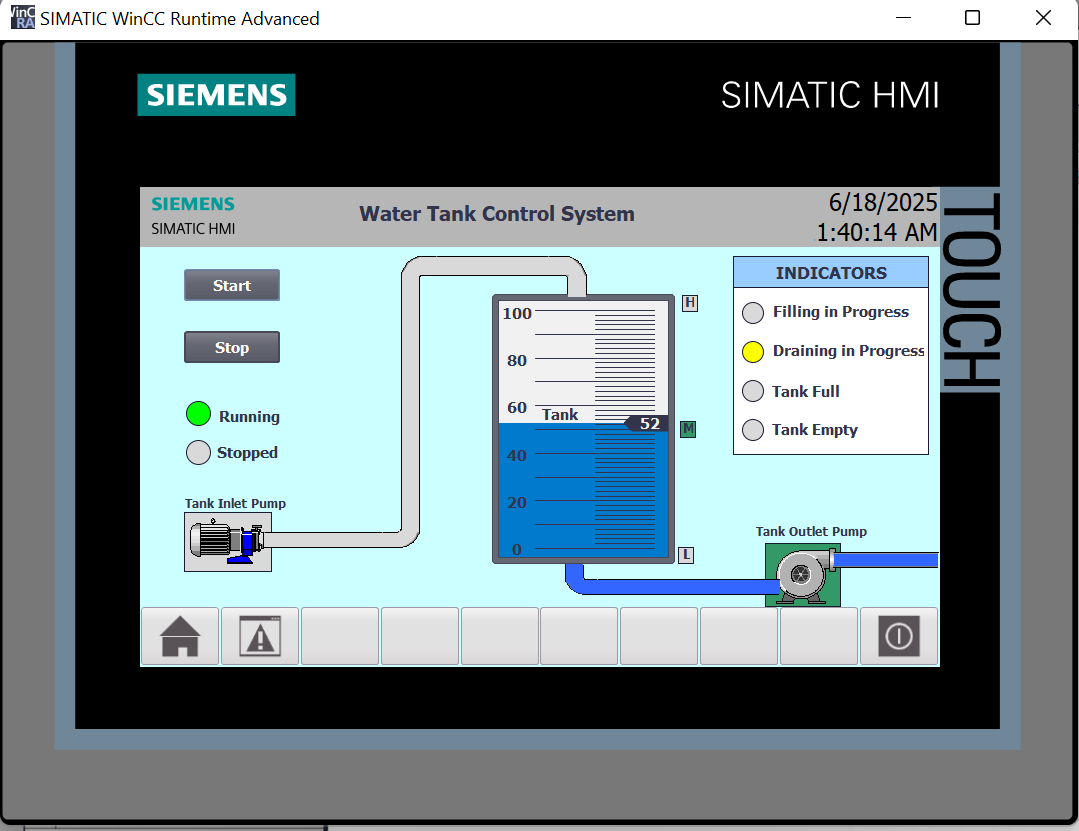 SIMATIC WinCC Runtime Advanced
SIEMENS
SIMATIC HMI
TOUCH
SIEMENS
SIMATIC HMI
Water Tank Control System
6/18/2025
1:40:14 AM
Start
Stop
Running
Stopped
Tank Inlet Pump
100
80
60
Tank
52
40
20
0
H
M
L
INDICATORS
Filling in Progress
Draining in Progress
Tank Full
Tank Empty
Tank Outlet Pump